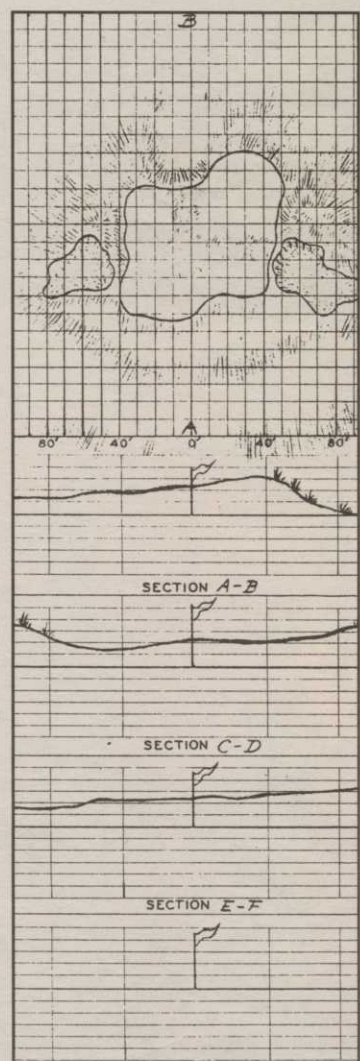 B
80' 40' A 0' 40' 80'
SECTION A-B
SECTION C-D
SECTION E-F